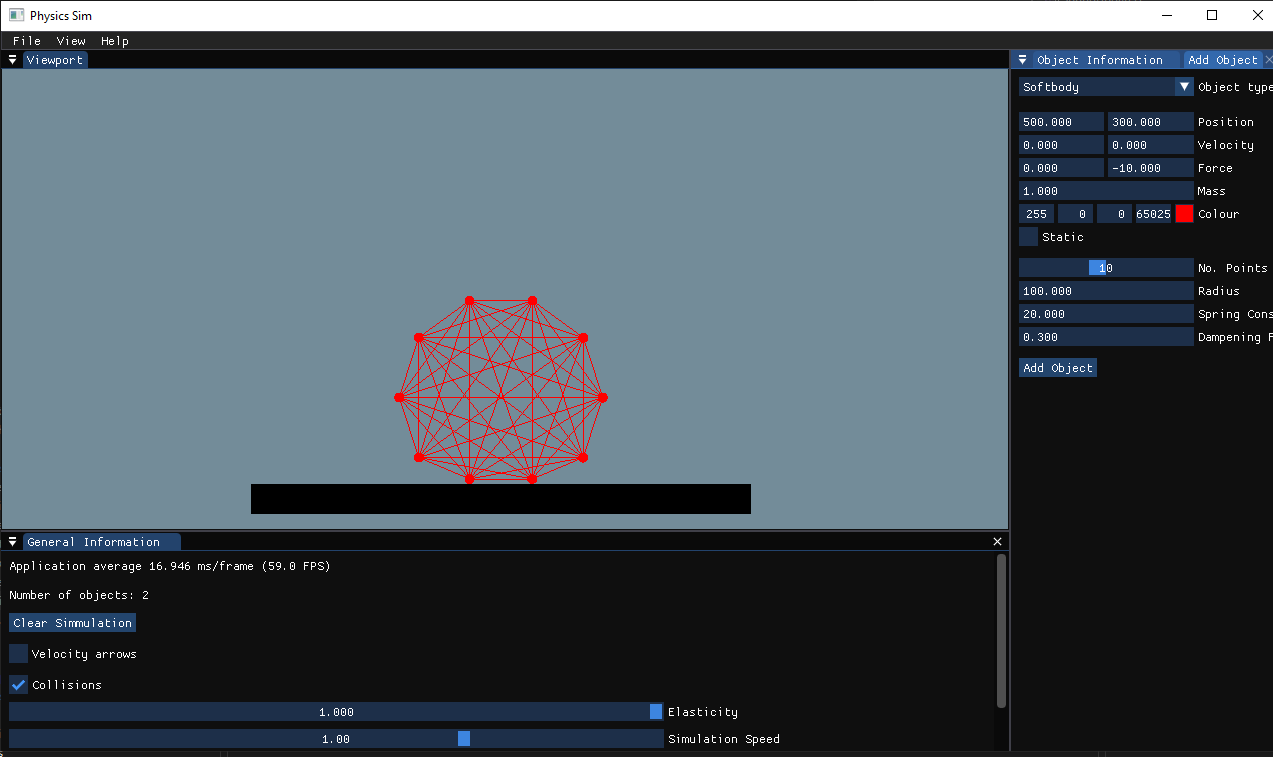 Physics Sim
File View Help
Viewport
Object Information Add Object
Softbody Object type
500.000 300.000 Position
0.000 0.000 Velocity
0.000 -10.000 Force
1.000 Mass
255 0 0 65025 Colour
Static
10 No. Points
100.000 Radius
20.000 Spring Cons
0.300 Dampening F
Add Object
General Information
Application average 16.946 ms/frame (59.0 FPS)
Number of objects: 2
Clear Simmulation
Velocity arrows
Collisions
1.000 Elasticity
1.00 Simulation Speed